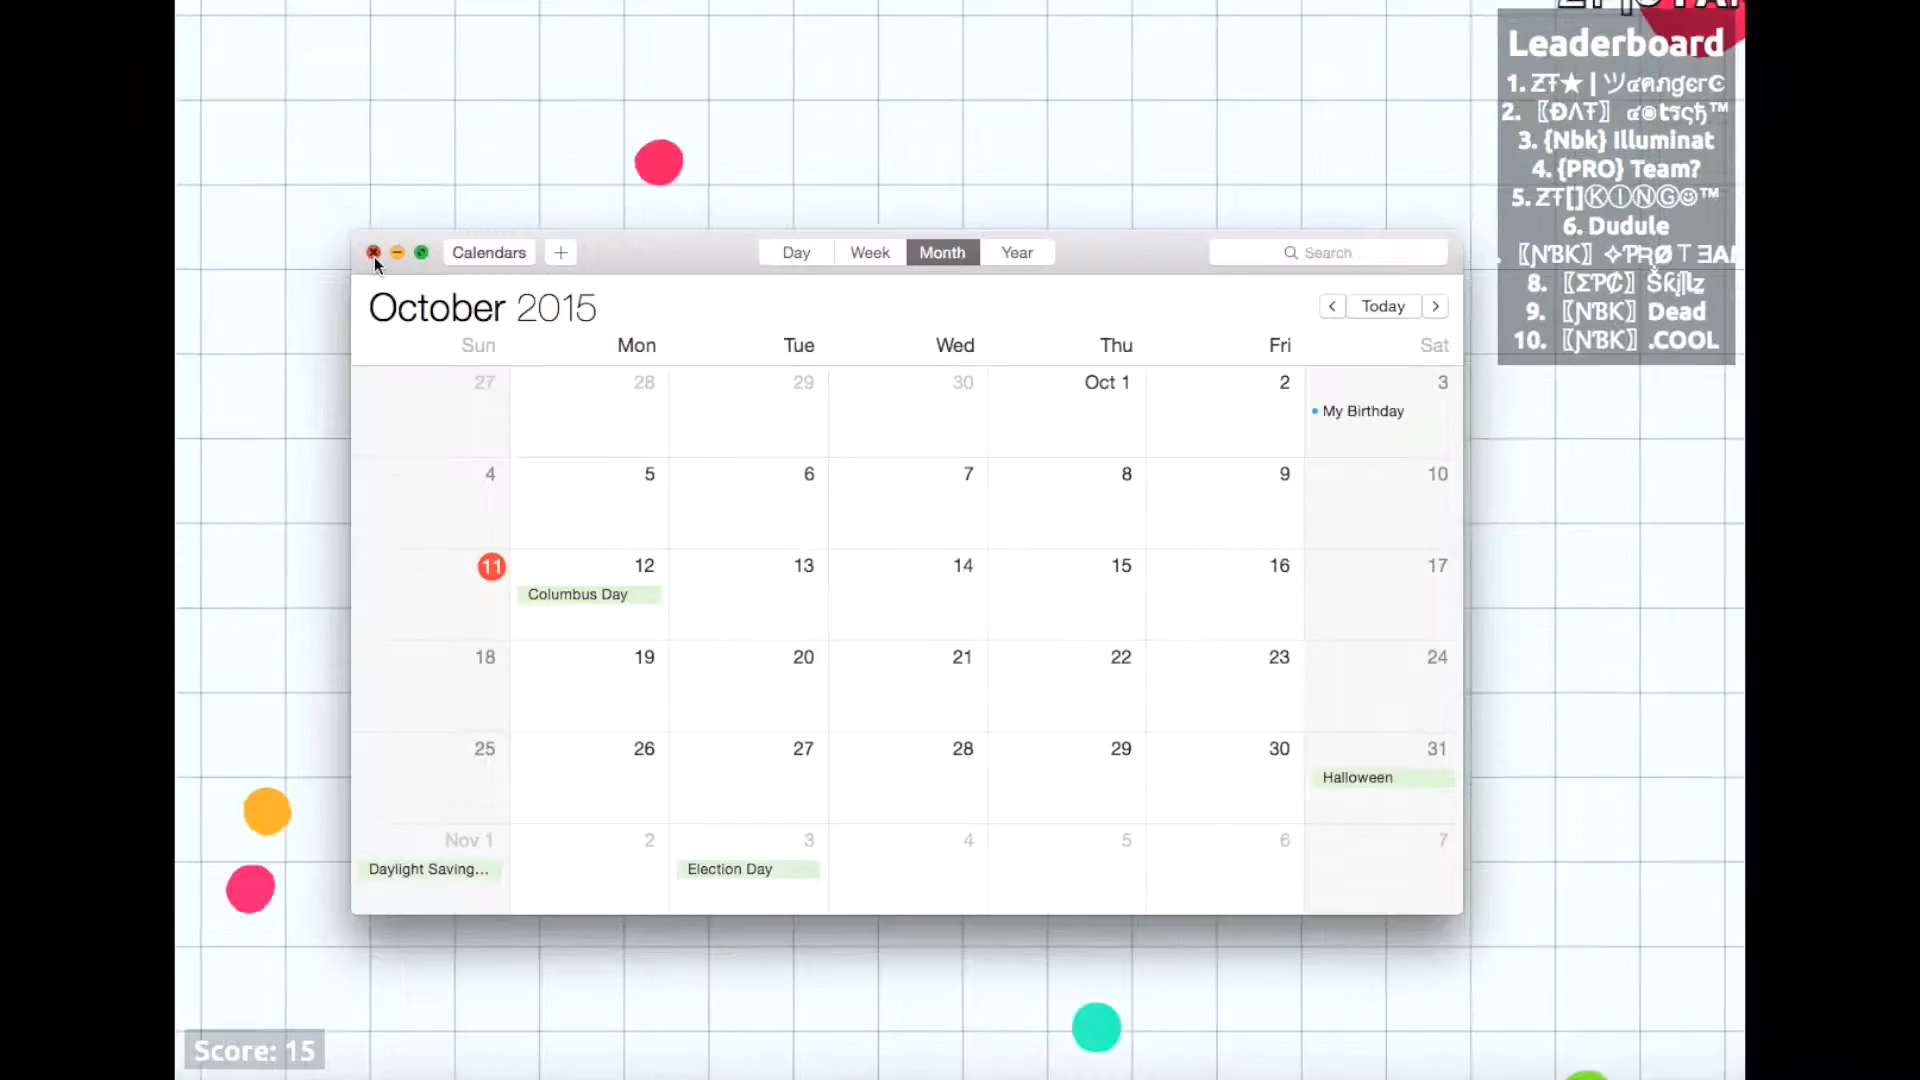 Leaderboard
3. {Nbk} Illuminat
4. {PRO} Team?
6. Dudule
9. 〖ƝƁK〗 Dead
10. 〖ƝƁK〗 .COOL
Calendars +
Day Week Month Year
Search
October 2015
< Today >
Sun Mon Tue Wed Thu Fri Sat
27 28 29 30 Oct 1 2 3
My Birthday
4 5 6 7 8 9 10
11 12 13 14 15 16 17
Columbus Day
18 19 20 21 22 23 24
25 26 27 28 29 30 31
Halloween
Nov 1 2 3 4 5 6 7
Daylight Saving... Election Day
Score: 15